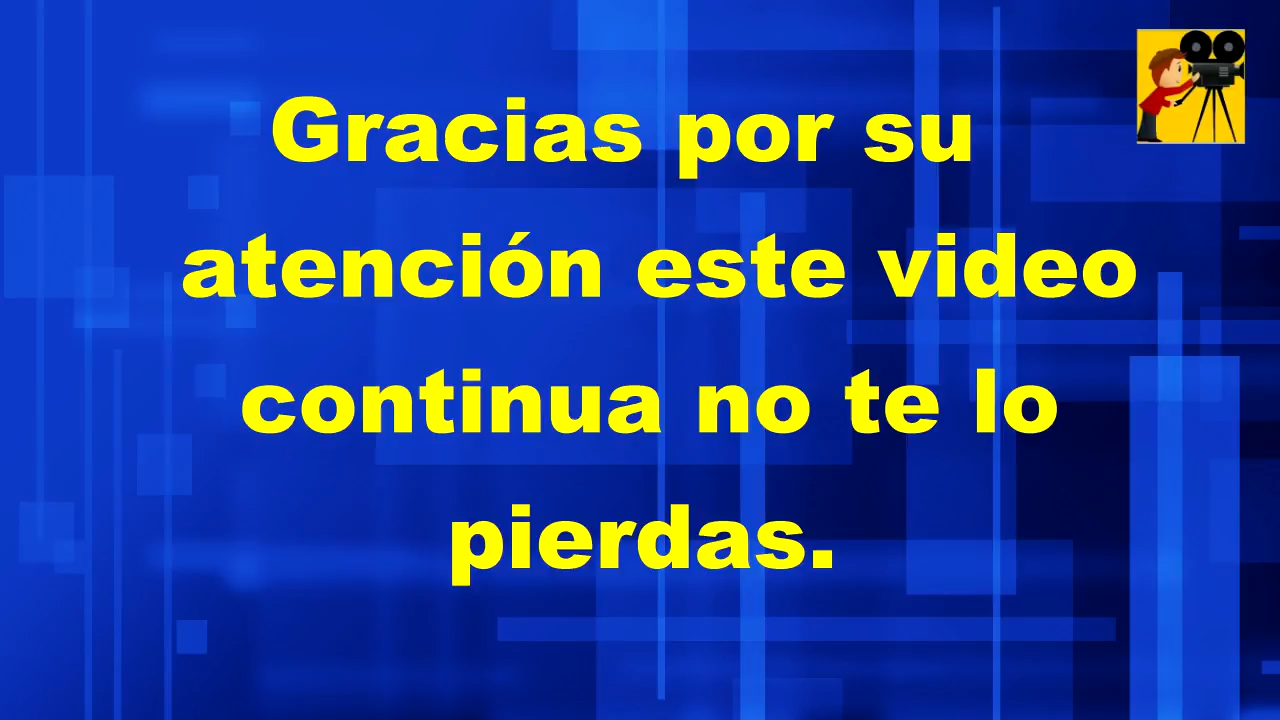 Gracias por su
atención este video
continua no te lo
pierdas.